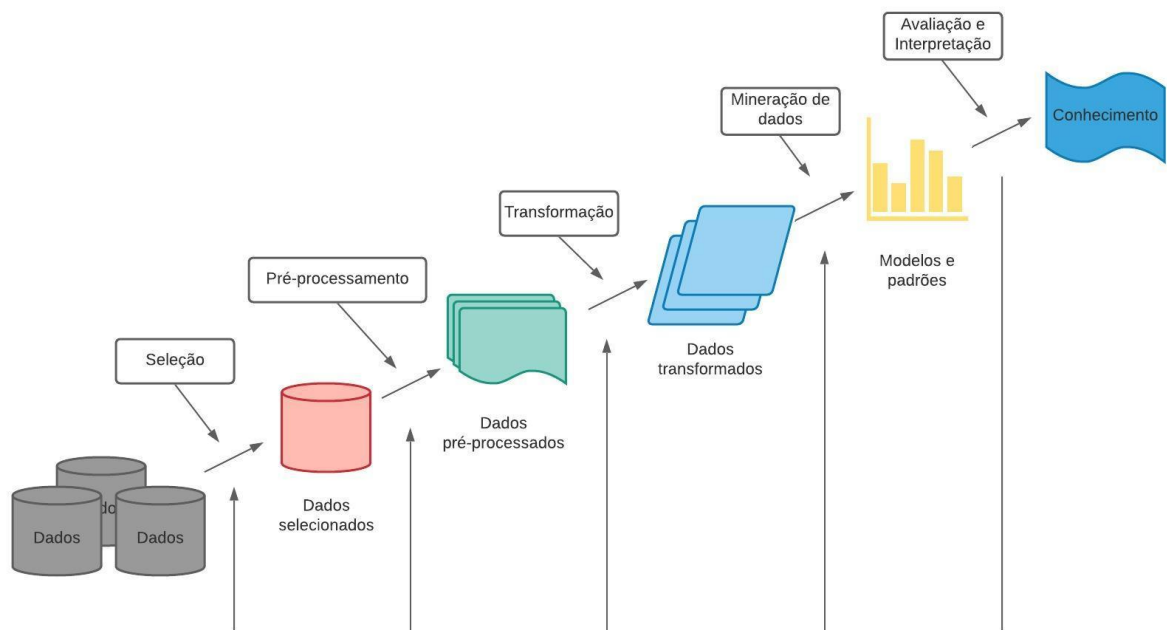 Avaliação e
Interpretação
Conhecimento
Mineração de
dados
Modelos e
padrões
Transformação
Dados
transformados
Pré-processamento
Dados
pré-processados
Seleção
Dados
selecionados
Dados
Dados